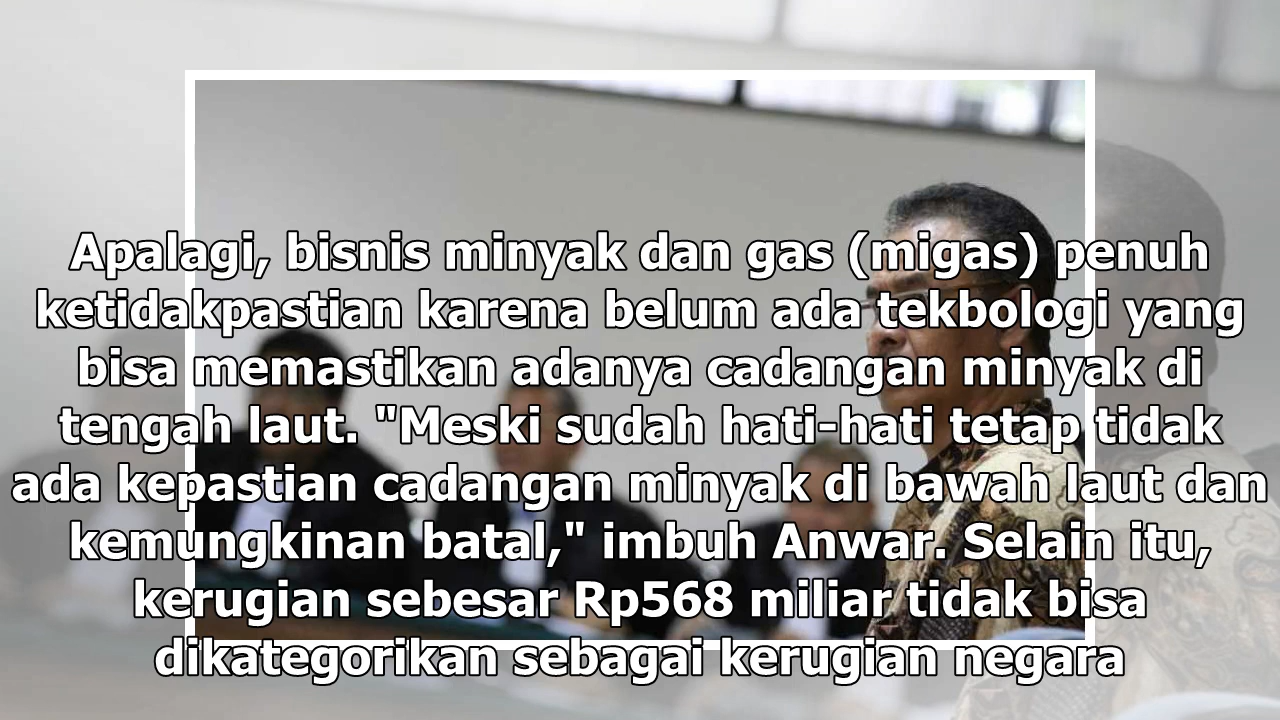 Apalagi, bisnis minyak dan gas (migas) penuh
ketidakpastian karena belum ada tekbologi yang
bisa memastikan adanya cadangan minyak di
tengah laut. "Meski sudah hati-hati tetap tidak
ada kepastian cadangan minyak di bawah laut dan
kemungkinan batal," imbuh Anwar. Selain itu,
kerugian sebesar Rp568 miliar tidak bisa
dikategorikan sebagai kerugian negara